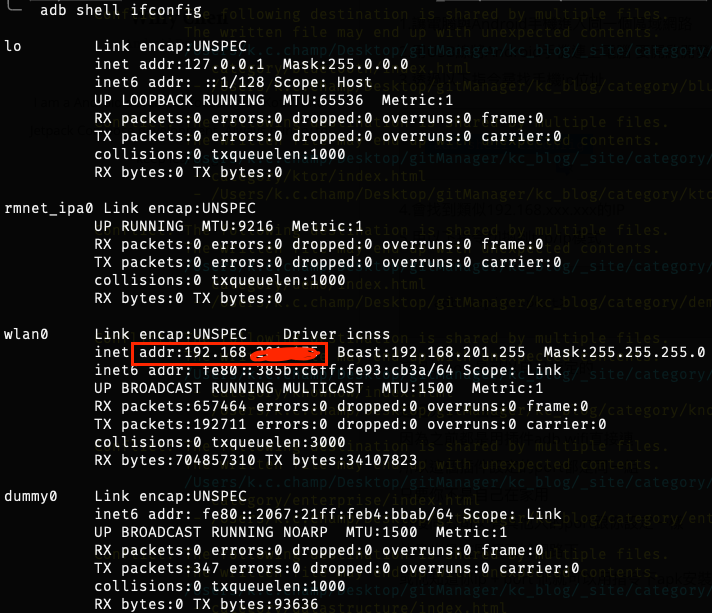 adb shell ifconfig
lo Link encap:UNSPEC
inet addr:127.0.0.1 Mask:255.0.0.0
inet6 addr: ::1/128 Scope: Host
UP LOOPBACK RUNNING MTU:65536 Metric:1
RX packets:0 errors:0 dropped:0 overruns:0 frame:0
TX packets:0 errors:0 dropped:0 overruns:0 carrier:0
collisions:0 txqueuelen:1000
RX bytes:0 TX bytes:0
rmnet_ipa0 Link encap:UNSPEC
UP RUNNING MTU:9216 Metric:1
RX packets:0 errors:0 dropped:0 overruns:0 frame:0
TX packets:0 errors:0 dropped:0 overruns:0 carrier:0
collisions:0 txqueuelen:1000
RX bytes:0 TX bytes:0
wlan0 Link encap:UNSPEC Driver icnss
inet addr:192.168 Bcast:192.168.201.255 Mask:255.255.255.0
inet6 addr: fe80::385b:c6ff:fe93:cb3a/64 Scope: Link
UP BROADCAST RUNNING MULTICAST MTU:1500 Metric:1
RX packets:657464 errors:0 dropped:0 overruns:0 frame:0
TX packets:192711 errors:0 dropped:0 overruns:0 carrier:0
collisions:0 txqueuelen:3000
RX bytes:704857310 TX bytes:34107823
dummy0 Link encap:UNSPEC
inet6 addr: fe80::2067:21ff:feb4:bbab/64 Scope: Link
UP BROADCAST RUNNING NOARP MTU:1500 Metric:1
RX packets:0 errors:0 dropped:0 overruns:0 frame:0
TX packets:347 errors:0 dropped:0 overruns:0 carrier:0
collisions:0 txqueuelen:1000
RX bytes:0 TX bytes:93636